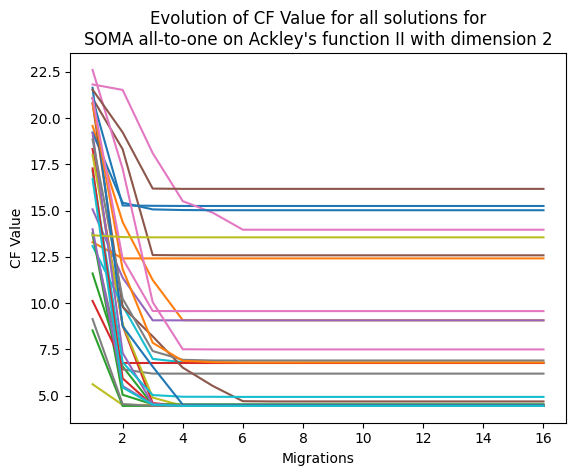 Evolution of CF Value for all solutions for
SOMA all-to-one on Ackley's function II with dimension 2
CF Value
22.5
20.0
17.5
15.0
12.5
10.0
7.5
5.0
2 4 6 8 10 12 14 16
Migrations